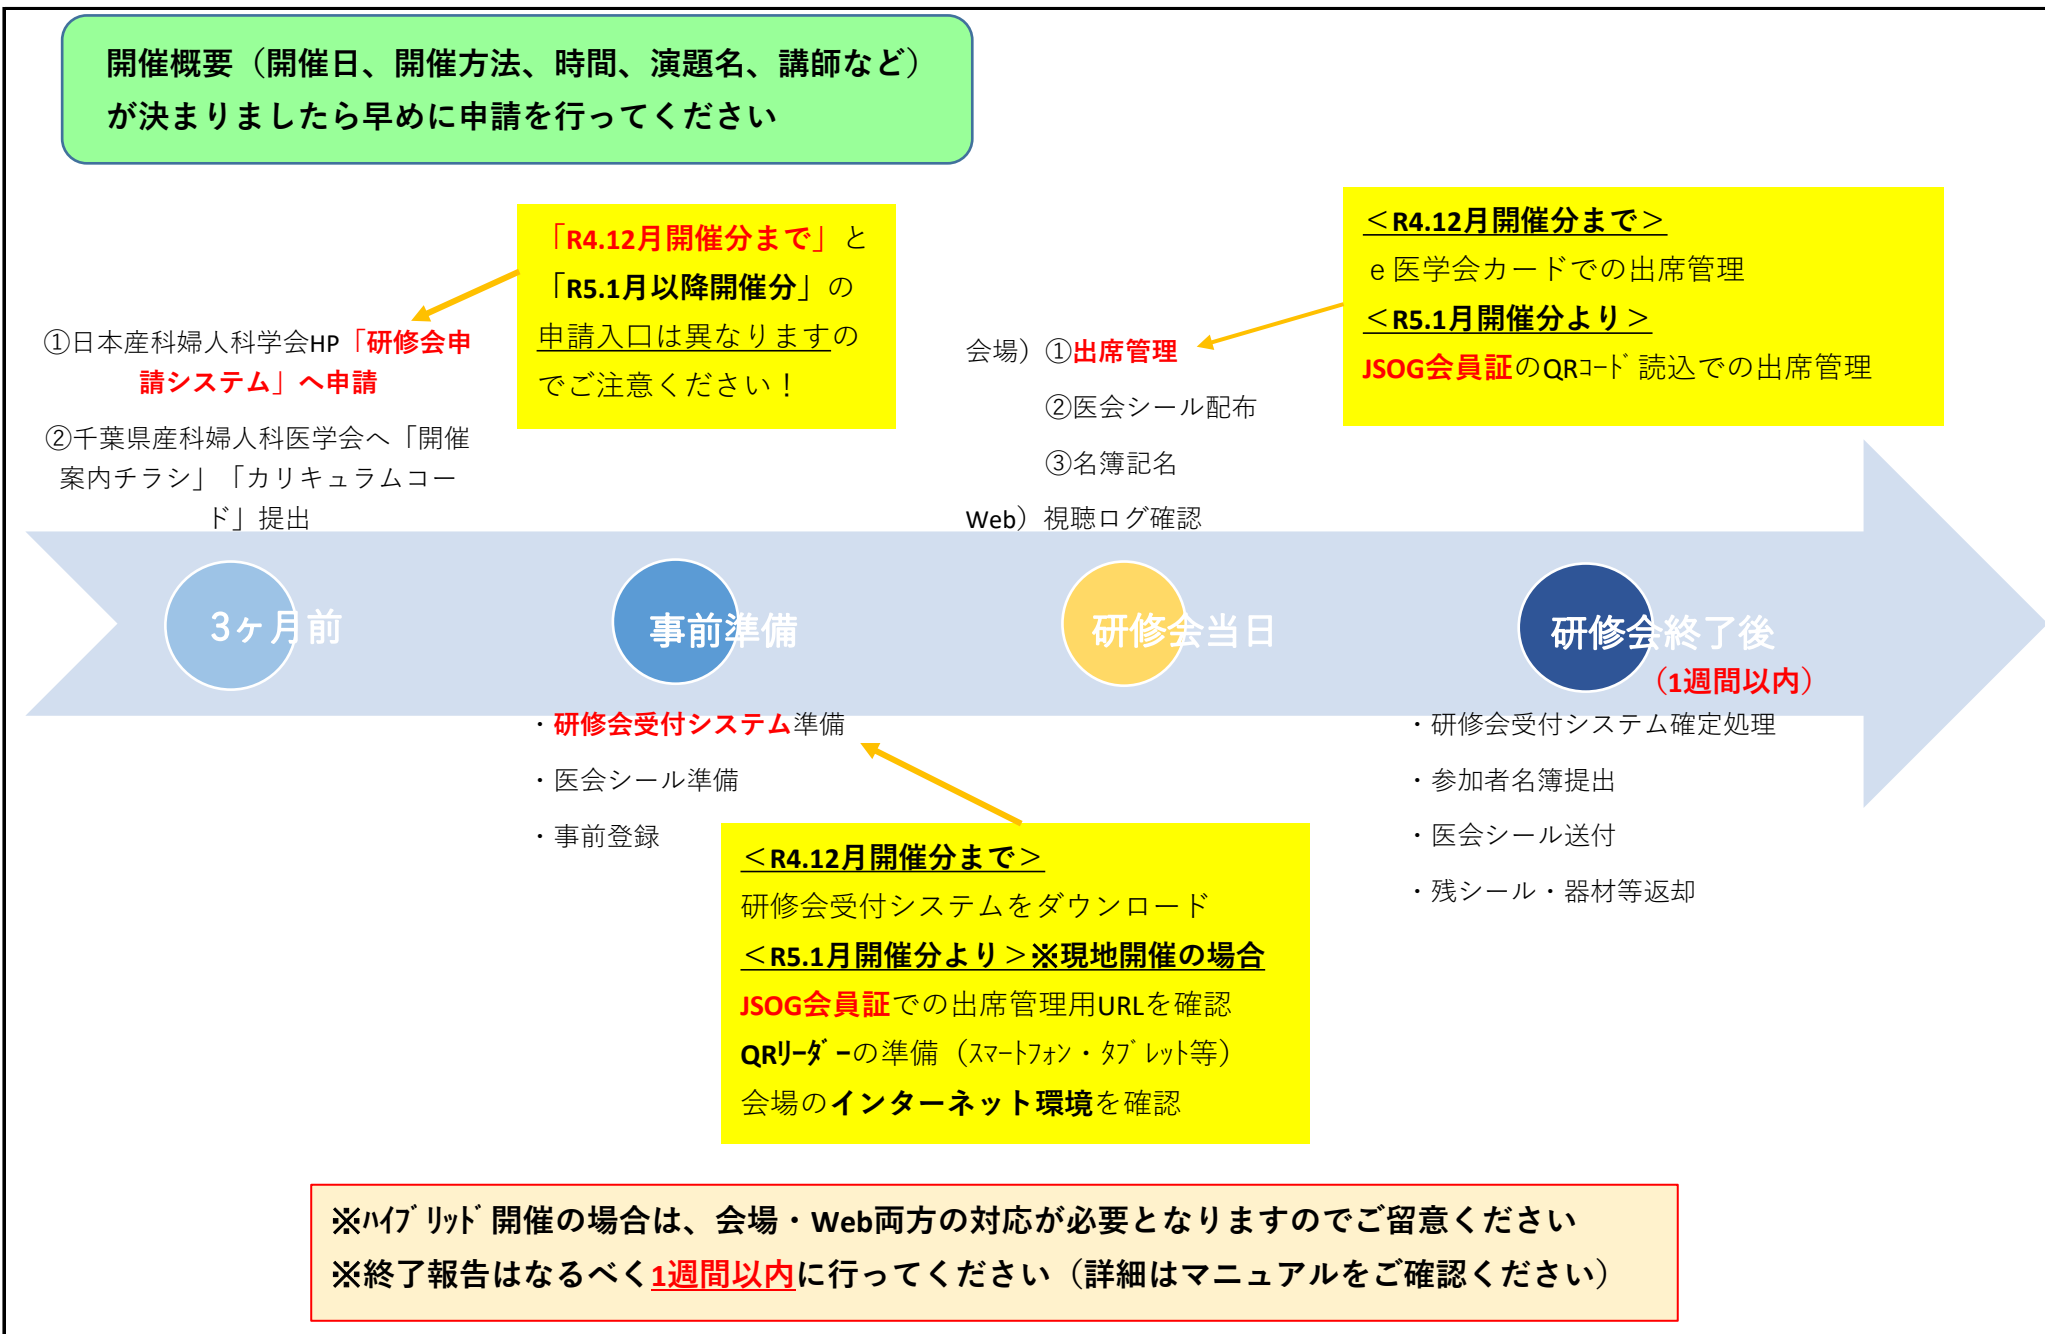 開催概要（開催日、開催方法、時間、演題名、講師など）
が決まりましたら早めに申請を行ってください
「R4.12月開催分まで」と
「R5.1月以降開催分」の
申請入口は異なりますの
でご注意ください！
＜R4.12月開催分まで＞
ｅ医学会カードでの出席管理
＜R5.1月開催分より＞
JSOG会員証のQRｺｰﾄﾞ読込での出席管理
①日本産科婦人科学会HP「研修会申
請システム」へ申請
②千葉県産科婦人科医学会へ「開催
案内チラシ」「カリキュラムコー
ド」提出
会場）①出席管理
②医会シール配布
③名簿記名
Web）視聴ログ確認
3ヶ月前
事前準備
研修会当日
研修会終了後
（1週間以内）
・研修会受付システム準備
・医会シール準備
・事前登録
・研修会受付システム確定処理
・参加者名簿提出
・医会シール送付
・残シール・器材等返却
＜R4.12月開催分まで＞
研修会受付システムをダウンロード
＜R5.1月開催分より＞※現地開催の場合
JSOG会員証での出席管理用URLを確認
QRﾘｰﾀﾞｰの準備（ｽﾏｰﾄﾌｫﾝ・ﾀﾌﾞﾚｯﾄ等）
会場のインターネット環境を確認
※ﾊｲﾌﾞﾘｯﾄﾞ開催の場合は、会場・Web両方の対応が必要となりますのでご留意ください
※終了報告はなるべく1週間以内に行ってください（詳細はマニュアルをご確認ください）